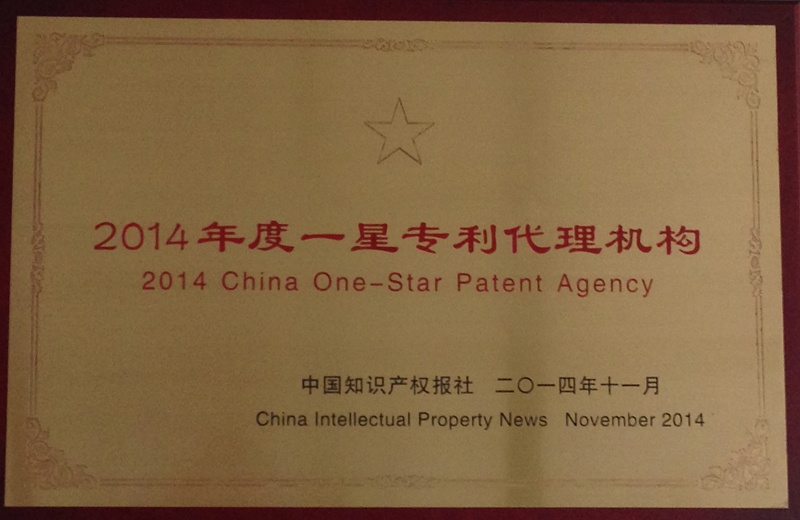 2014年度一星专利代理机构
2014 China One-Star Patent Agency
中国知识产权报社 二〇一四年十一月
China Intellectual Property News November 2014